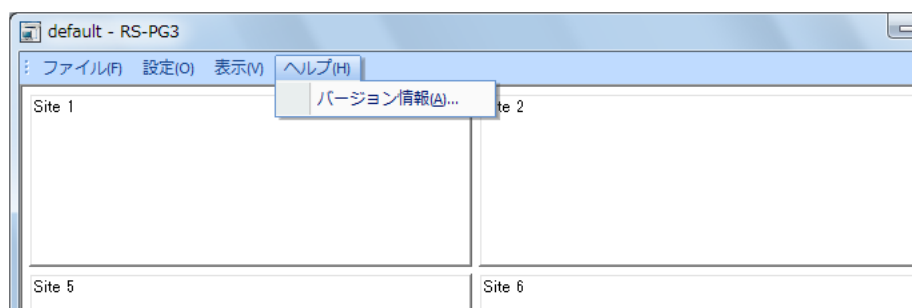 default - RS-PG3
ファイル(F) 設定(O) 表示(V) ヘルプ(H)
バージョン情報(A)...
Site 1
te 2
Site 5 Site 6